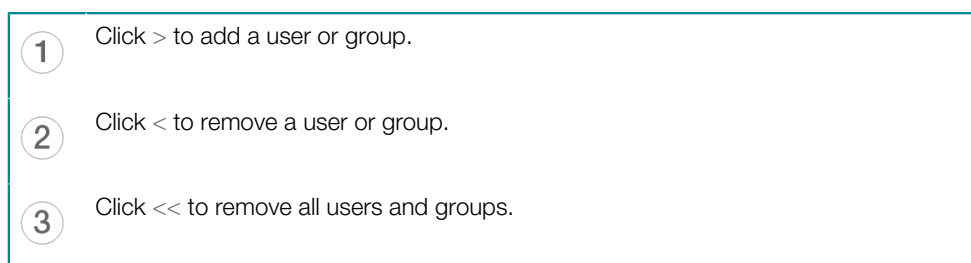 1 Click > to add a user or group.
2 Click < to remove a user or group.
3 Click << to remove all users and groups.